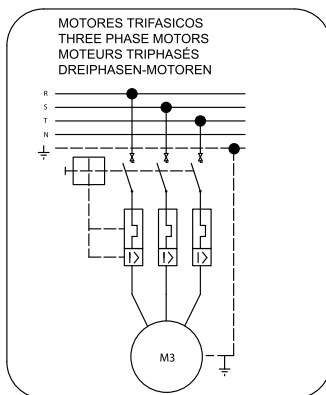 MOTORES TRIFASICOS
THREE PHASE MOTORS
MOTEURS TRIPHASÉS
DREIPHASEN-MOTOREN
R
S
T
N
I> I> I>
M3